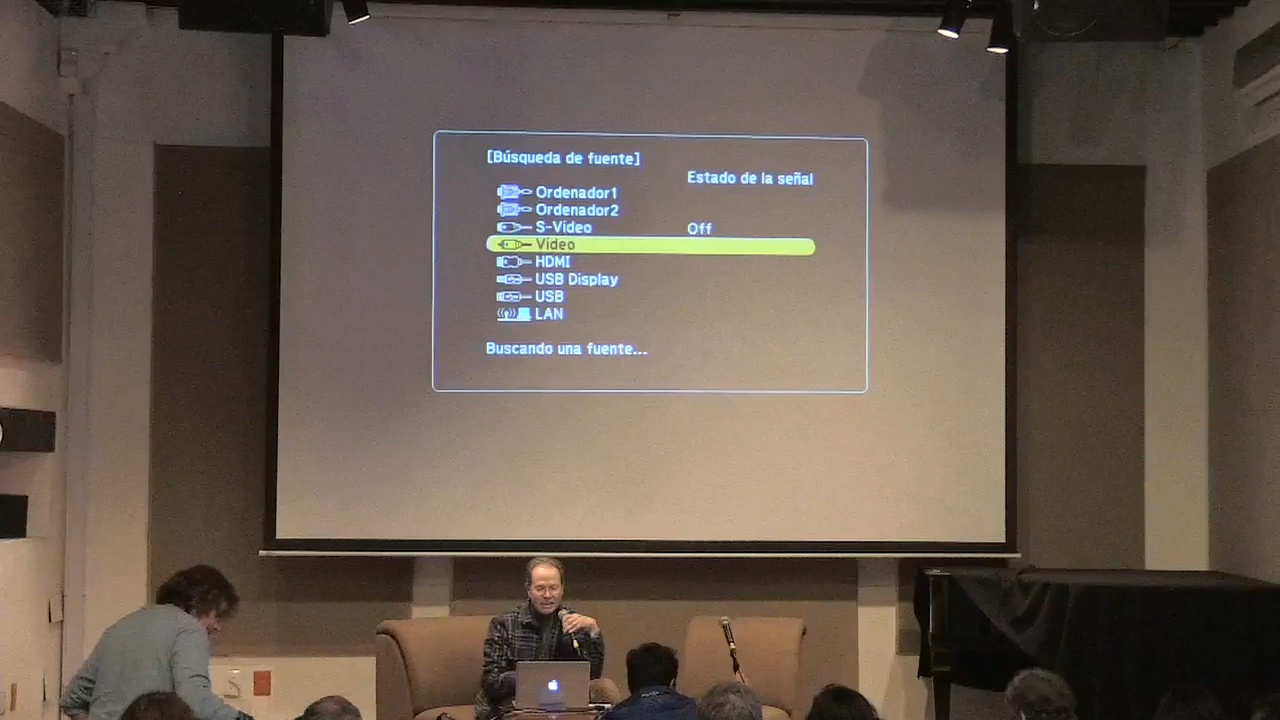 [Búsqueda de fuente]
Estado de la señal
Ordenador1
Ordenador2
S-Video Off
Vídeo
HDMI
USB Display
USB
LAN
Buscando una fuente...